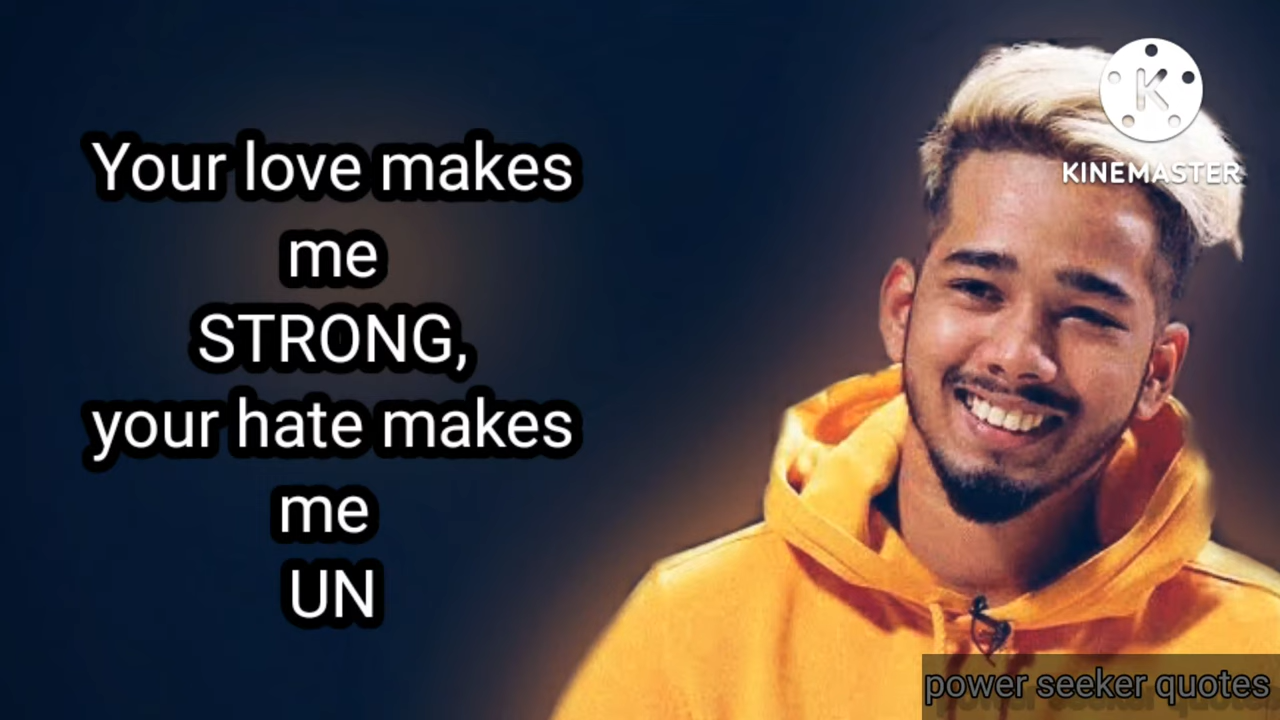 Your love makes
me
STRONG,
your hate makes
me
UN
K
KINEMASTER
power seeker quotes